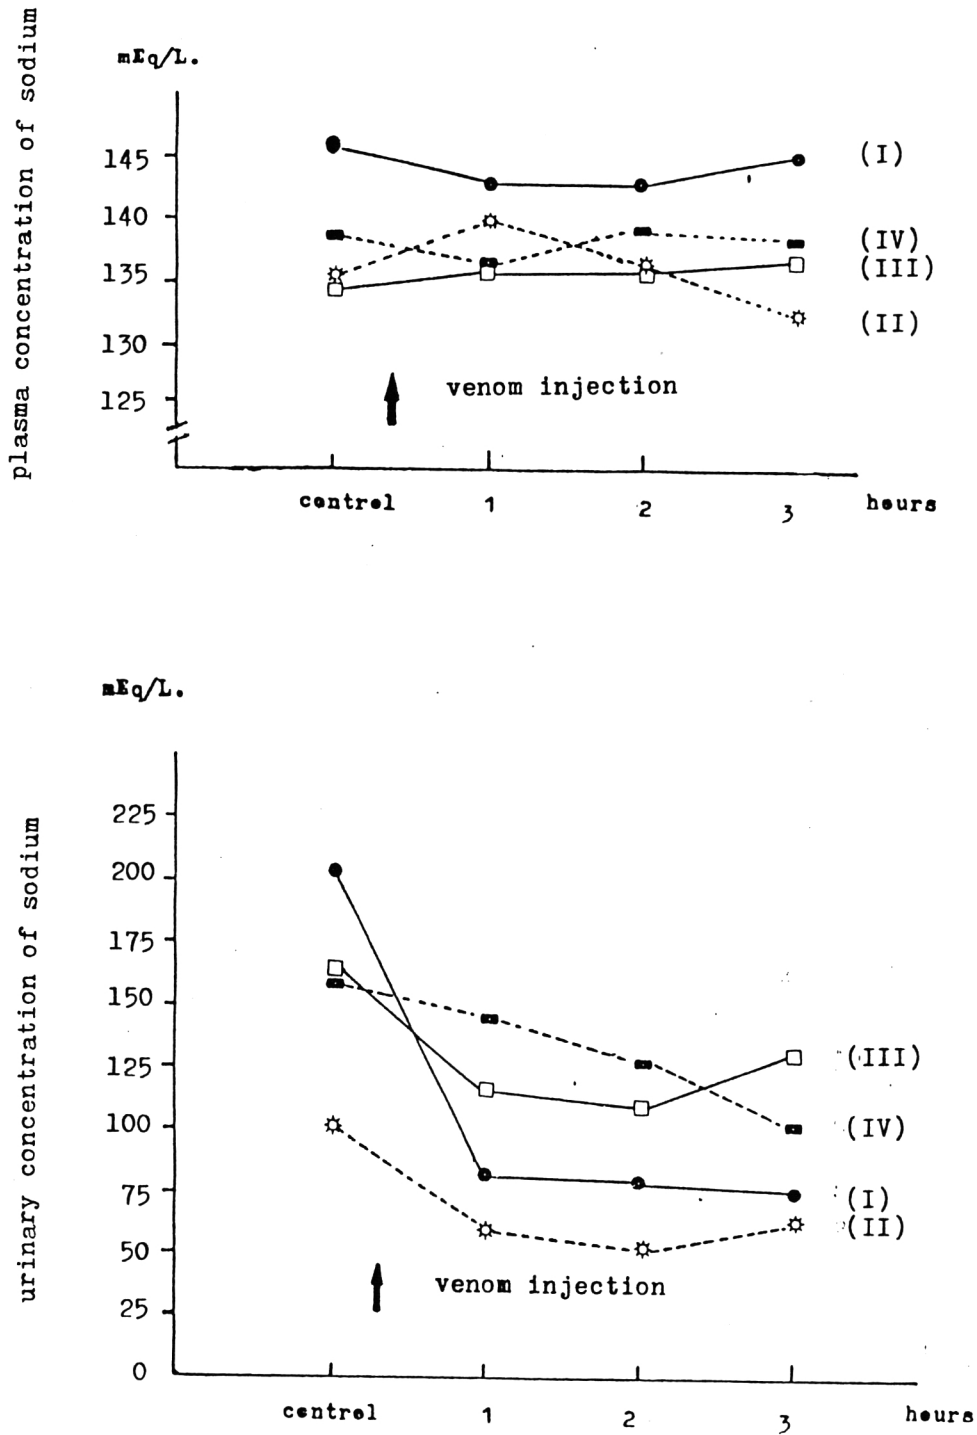 plasma concentration of sodium
mEq/L.
145
140
135
130
125
(I)
(IV)
(III)
(II)
venom injection
control 1 2 3 hours
urinary concentration of sodium
mEq/L.
225
200
175
150
125
100
75
50
25
0
(III)
(IV)
(I)
(II)
venom injection
control 1 2 3 hours